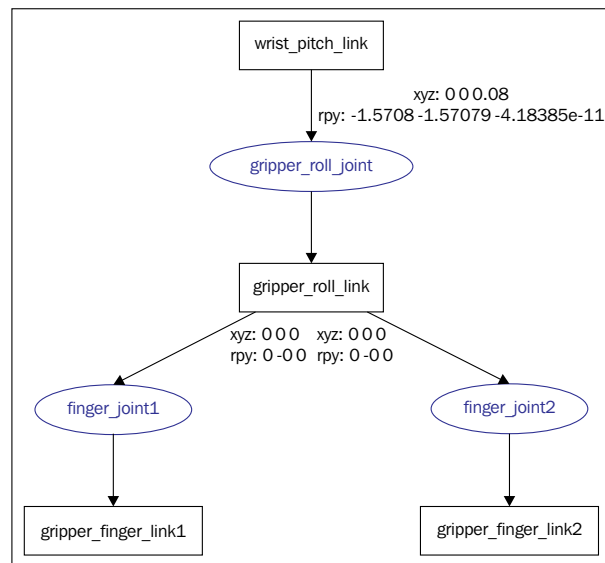 wrist_pitch_link
xyz: 0 0 0.08
rpy: -1.5708 -1.57079 -4.18385e-11
gripper_roll_joint
gripper_roll_link
xyz: 0 0 0 xyz: 0 0 0
rpy: 0 -0 0 rpy: 0 -0 0
finger_joint1 finger_joint2
gripper_finger_link1 gripper_finger_link2